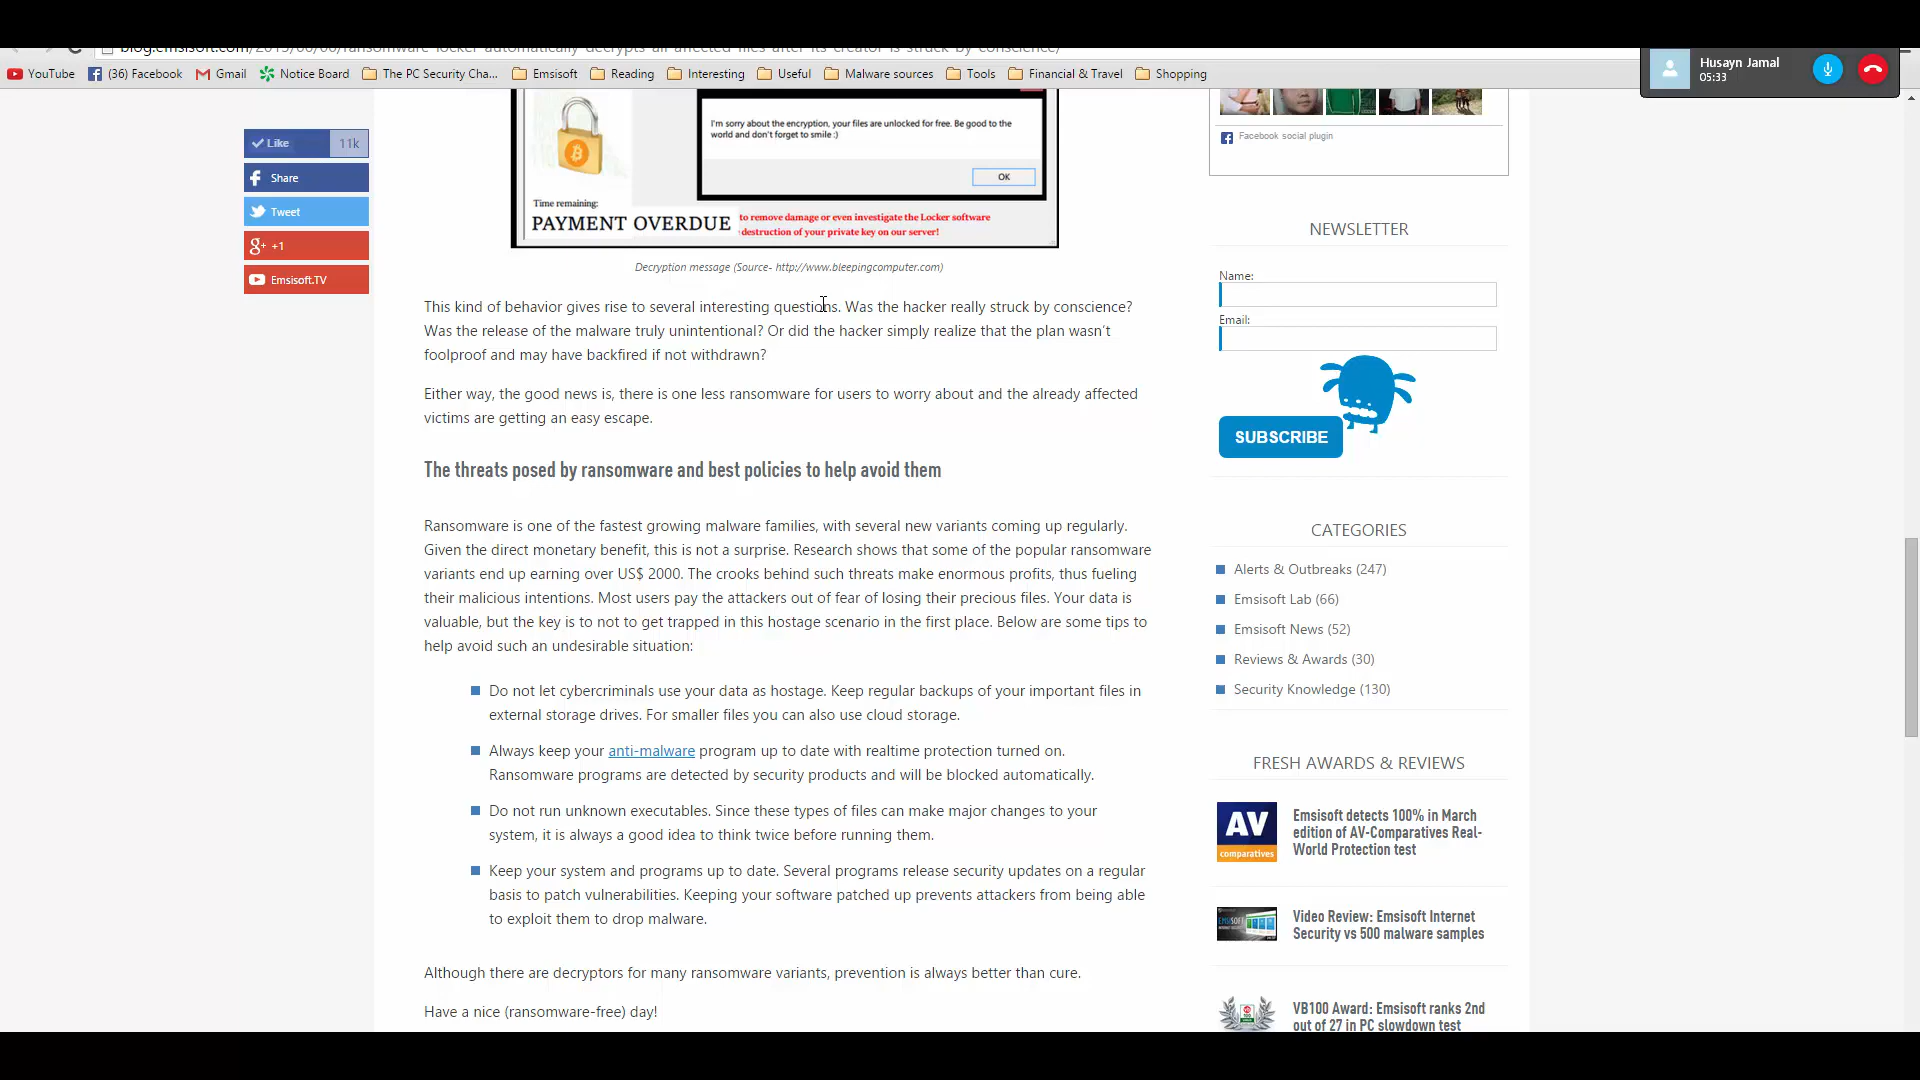 blog.emsisoft.com/2015/06/06/ransomware-locker-automatically-decrypts-all-affected-files-after-its-creator-is-struck-by-conscience/
YouTube
(36) Facebook
Gmail
Notice Board
The PC Security Cha...
Emsisoft
Reading
Interesting
Useful
Malware sources
Tools
Financial & Travel
Shopping
Husayn Jamal
05:33
Like
11k
Share
Tweet
g+ +1
Emsisoft.TV
I'm sorry about the encryption, your files are unlocked for free. Be good to the
world and don't forget to smile :)
OK
Time remaining:
PAYMENT OVERDUE
to remove damage or even investigate the Locker software
destruction of your private key on our server!
Decryption message (Source- http://www.bleepingcomputer.com)
This kind of behavior gives rise to several interesting questions. Was the hacker really struck by conscience?
Was the release of the malware truly unintentional? Or did the hacker simply realize that the plan wasn't
foolproof and may have backfired if not withdrawn?
Either way, the good news is, there is one less ransomware for users to worry about and the already affected
victims are getting an easy escape.
The threats posed by ransomware and best policies to help avoid them
Ransomware is one of the fastest growing malware families, with several new variants coming up regularly.
Given the direct monetary benefit, this is not a surprise. Research shows that some of the popular ransomware
variants end up earning over US$ 2000. The crooks behind such threats make enormous profits, thus fueling
their malicious intentions. Most users pay the attackers out of fear of losing their precious files. Your data is
valuable, but the key is to not to get trapped in this hostage scenario in the first place. Below are some tips to
help avoid such an undesirable situation:
Do not let cybercriminals use your data as hostage. Keep regular backups of your important files in
external storage drives. For smaller files you can also use cloud storage.
Always keep your anti-malware program up to date with realtime protection turned on.
Ransomware programs are detected by security products and will be blocked automatically.
Do not run unknown executables. Since these types of files can make major changes to your
system, it is always a good idea to think twice before running them.
Keep your system and programs up to date. Several programs release security updates on a regular
basis to patch vulnerabilities. Keeping your software patched up prevents attackers from being able
to exploit them to drop malware.
Although there are decryptors for many ransomware variants, prevention is always better than cure.
Have a nice (ransomware-free) day!
Facebook social plugin
NEWSLETTER
Name:
Email:
SUBSCRIBE
CATEGORIES
Alerts & Outbreaks (247)
Emsisoft Lab (66)
Emsisoft News (52)
Reviews & Awards (30)
Security Knowledge (130)
FRESH AWARDS & REVIEWS
AV
comparatives
Emsisoft detects 100% in March
edition of AV-Comparatives Real-
World Protection test
Video Review: Emsisoft Internet
Security vs 500 malware samples
VB100 Award: Emsisoft ranks 2nd
out of 27 in PC slowdown test